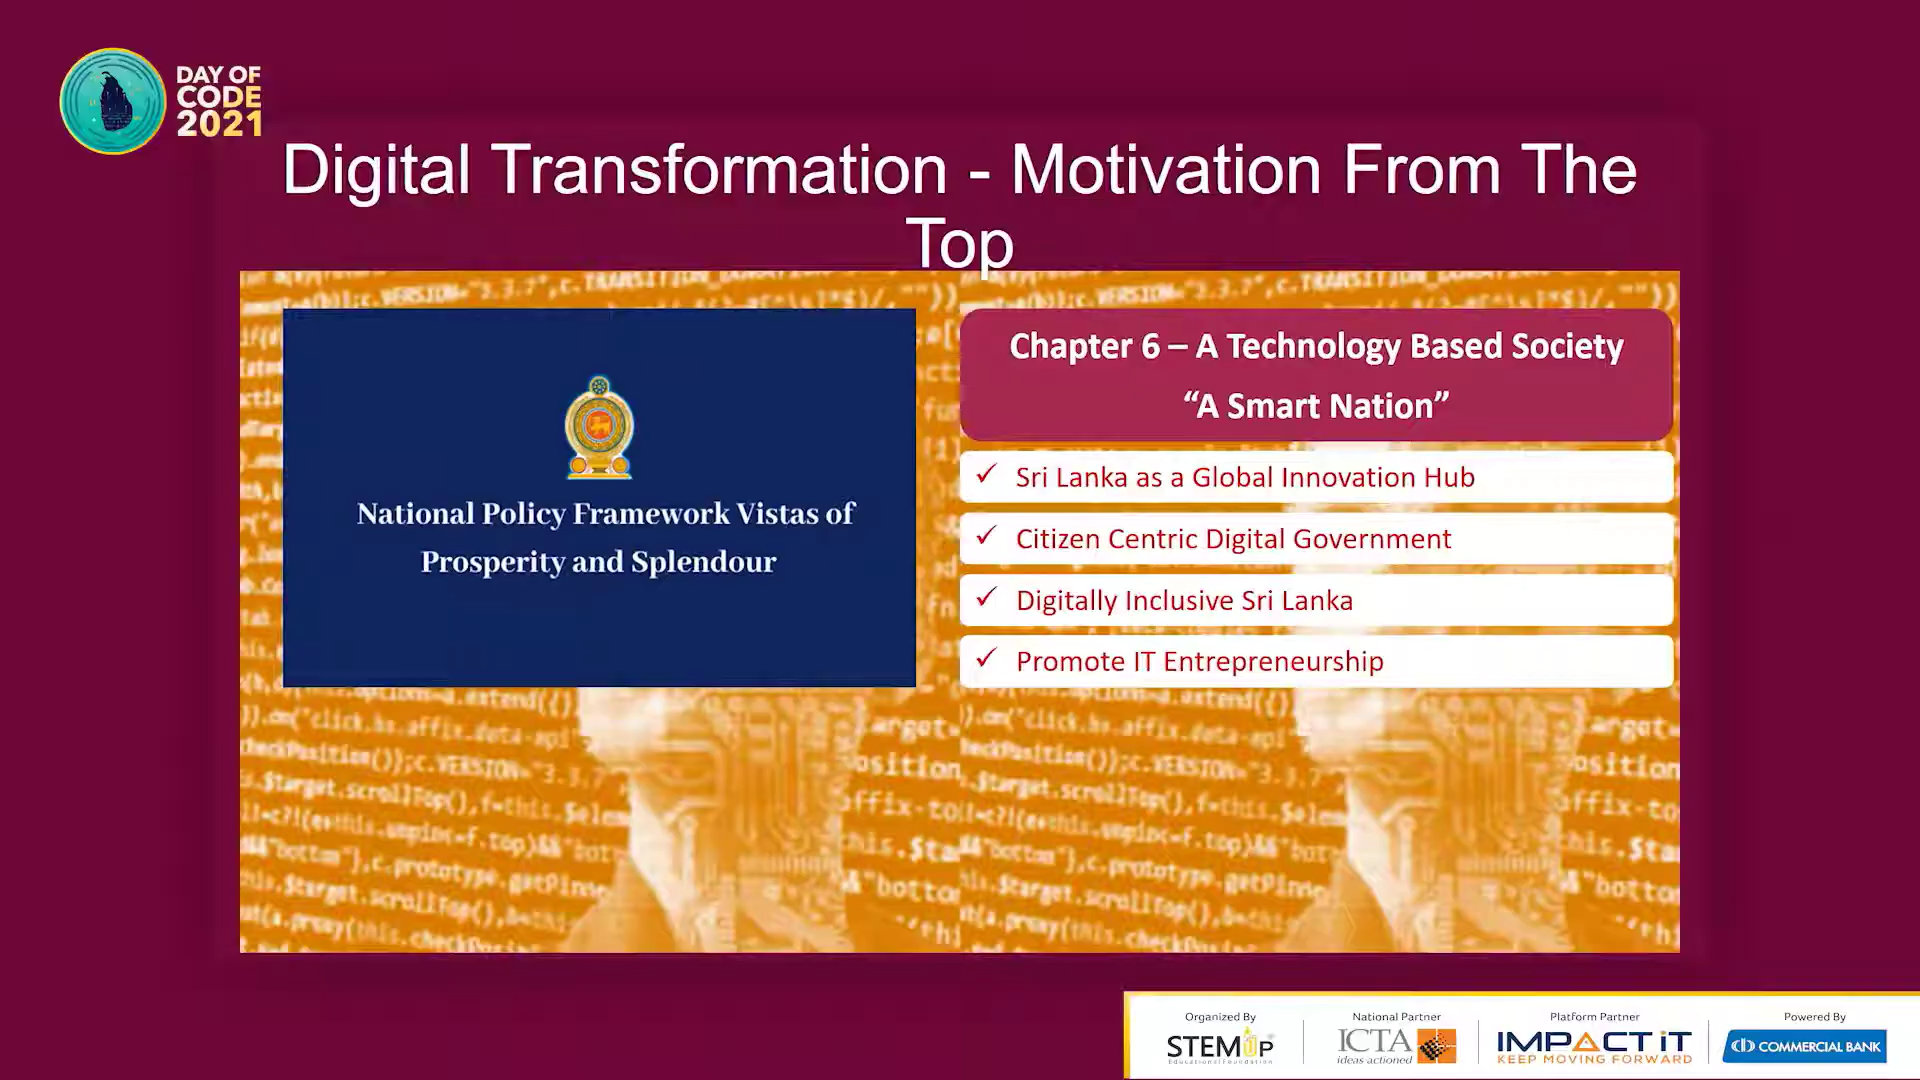 DAY OF
CODE
2021
Digital Transformation - Motivation From The
Top
National Policy Framework Vistas of
Prosperity and Splendour
Chapter 6 – A Technology Based Society
“A Smart Nation”
✓ Sri Lanka as a Global Innovation Hub
✓ Citizen Centric Digital Government
✓ Digitally Inclusive Sri Lanka
✓ Promote IT Entrepreneurship
Organized By
STEMUP
Educational Foundation
National Partner
ICTA
ideas actioned
Platform Partner
IMPACT iT
KEEP MOVING FORWARD
Powered By
COMMERCIAL BANK